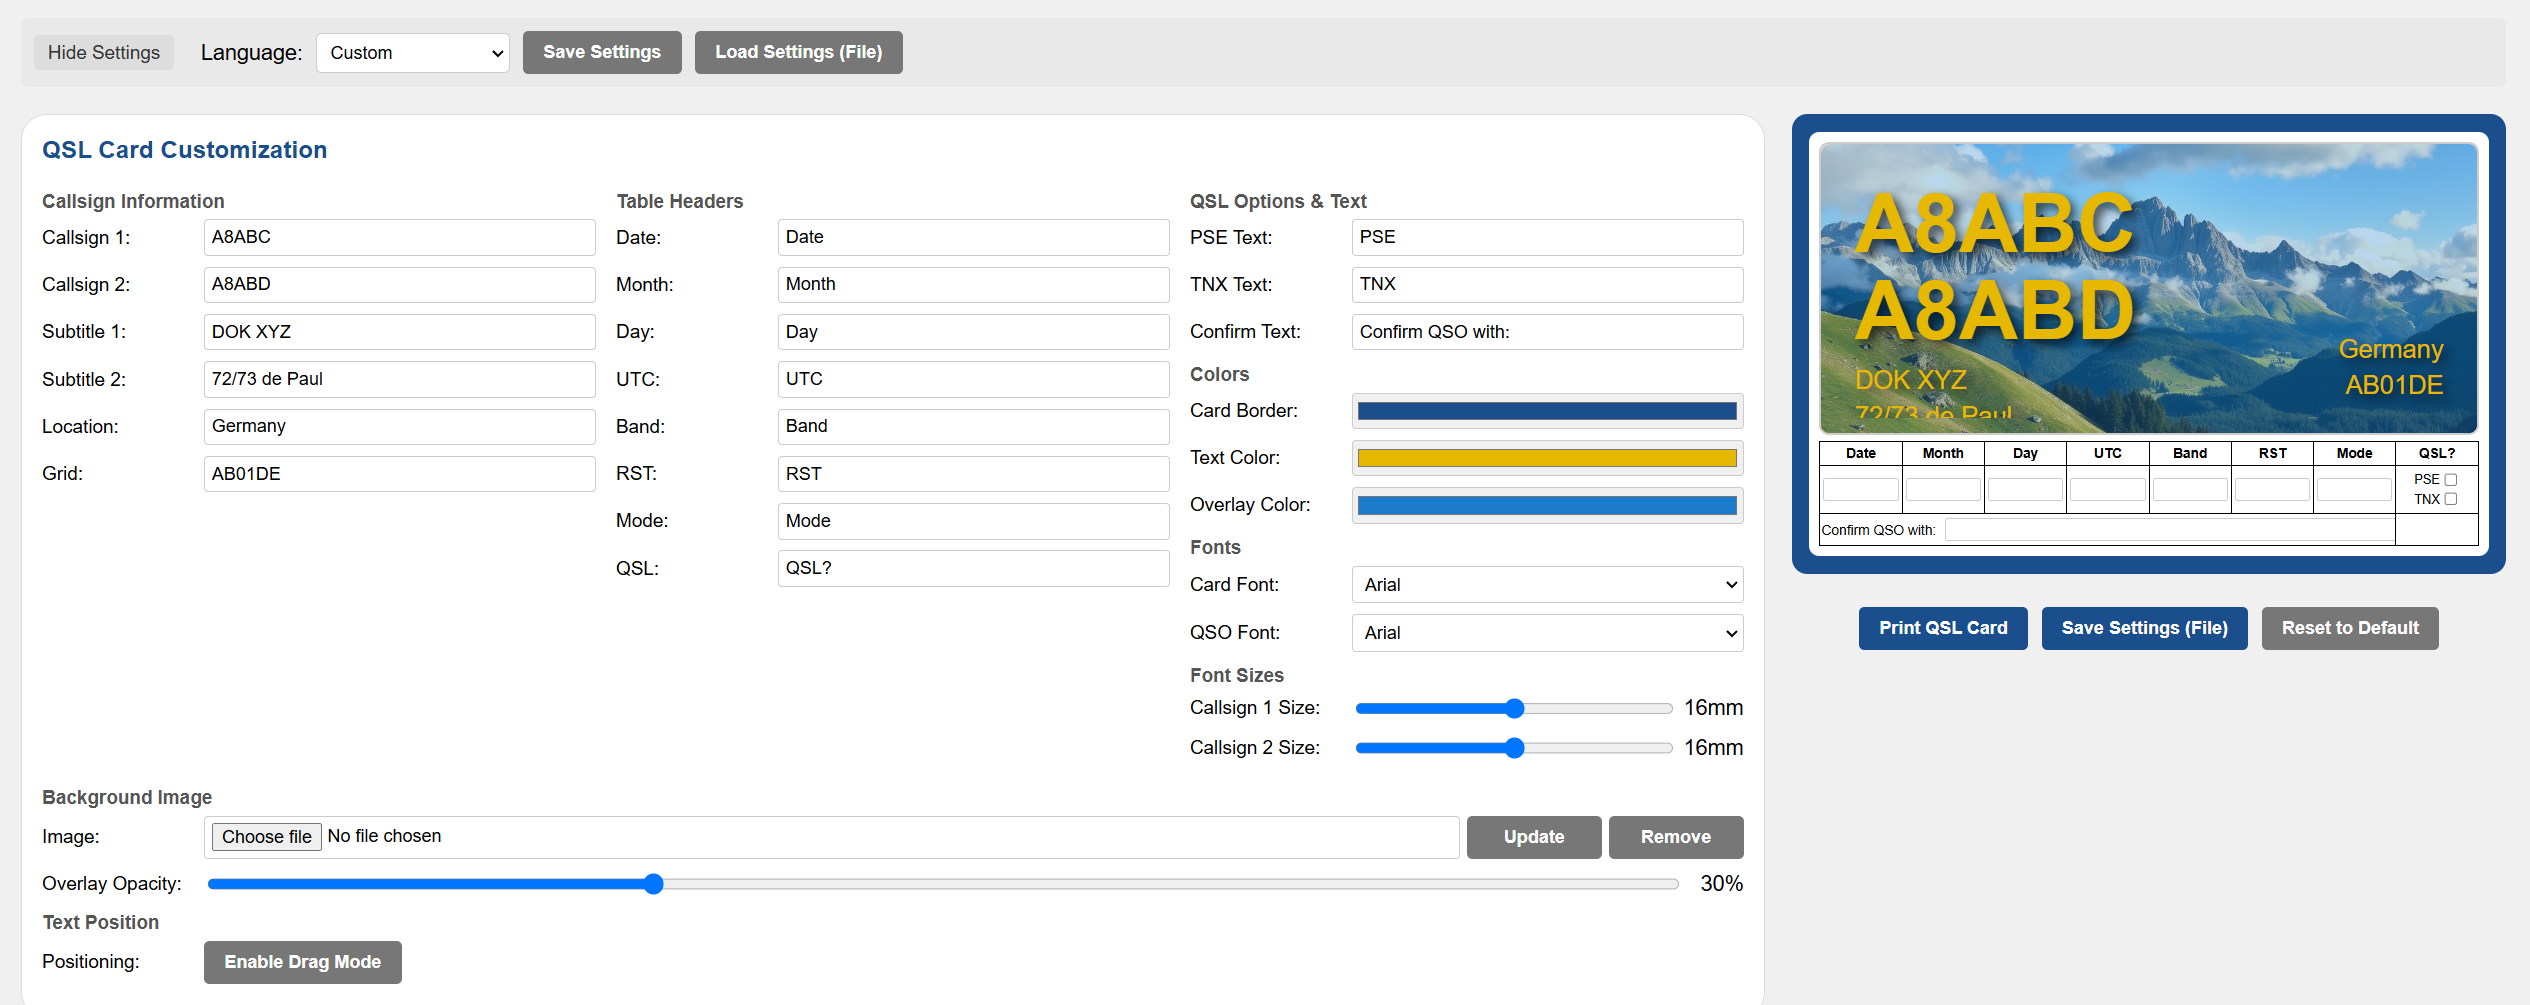 Hide Settings
Language:
Custom
Save Settings
Load Settings (File)
QSL Card Customization
Callsign Information
Callsign 1:
A8ABC
Callsign 2:
A8ABD
Subtitle 1:
DOK XYZ
Subtitle 2:
72/73 de Paul
Location:
Germany
Grid:
AB01DE
Table Headers
Date:
Date
Month:
Month
Day:
Day
UTC:
UTC
Band:
Band
RST:
RST
Mode:
Mode
QSL:
QSL?
QSL Options & Text
PSE Text:
PSE
TNX Text:
TNX
Confirm Text:
Confirm QSO with:
Colors
Card Border:
Text Color:
Overlay Color:
Fonts
Card Font:
Arial
QSO Font:
Arial
Font Sizes
Callsign 1 Size:
16mm
Callsign 2 Size:
16mm
Background Image
Image:
Choose file No file chosen
Update
Remove
Overlay Opacity:
30%
Text Position
Positioning:
Enable Drag Mode
A8ABC
A8ABD
DOK XYZ
72/73 de Paul
Germany
AB01DE
Date Month Day UTC Band RST Mode QSL?
PSE
TNX
Confirm QSO with:
Print QSL Card
Save Settings (File)
Reset to Default